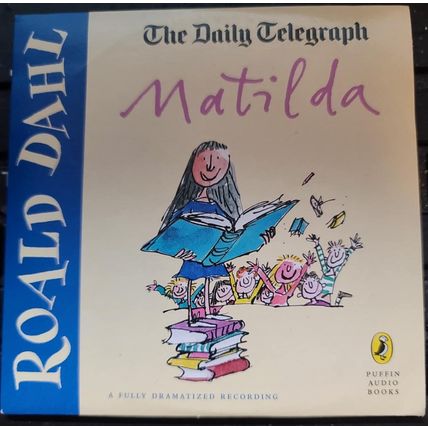 The Daily Telegraph
Matilda
ROALD DAHL
A FULLY DRAMATIZED RECORDING
PUFFIN
AUDIO
BOOKS